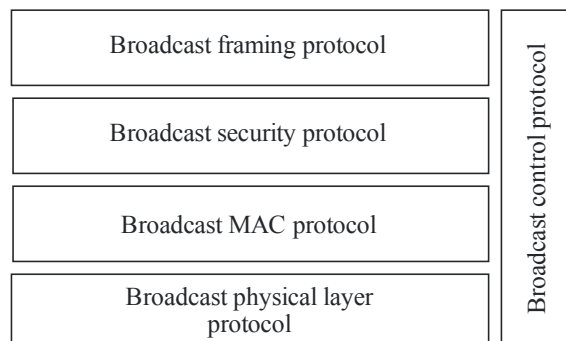 Broadcast framing protocol
Broadcast security protocol
Broadcast MAC protocol
Broadcast physical layer
protocol
Broadcast control protocol